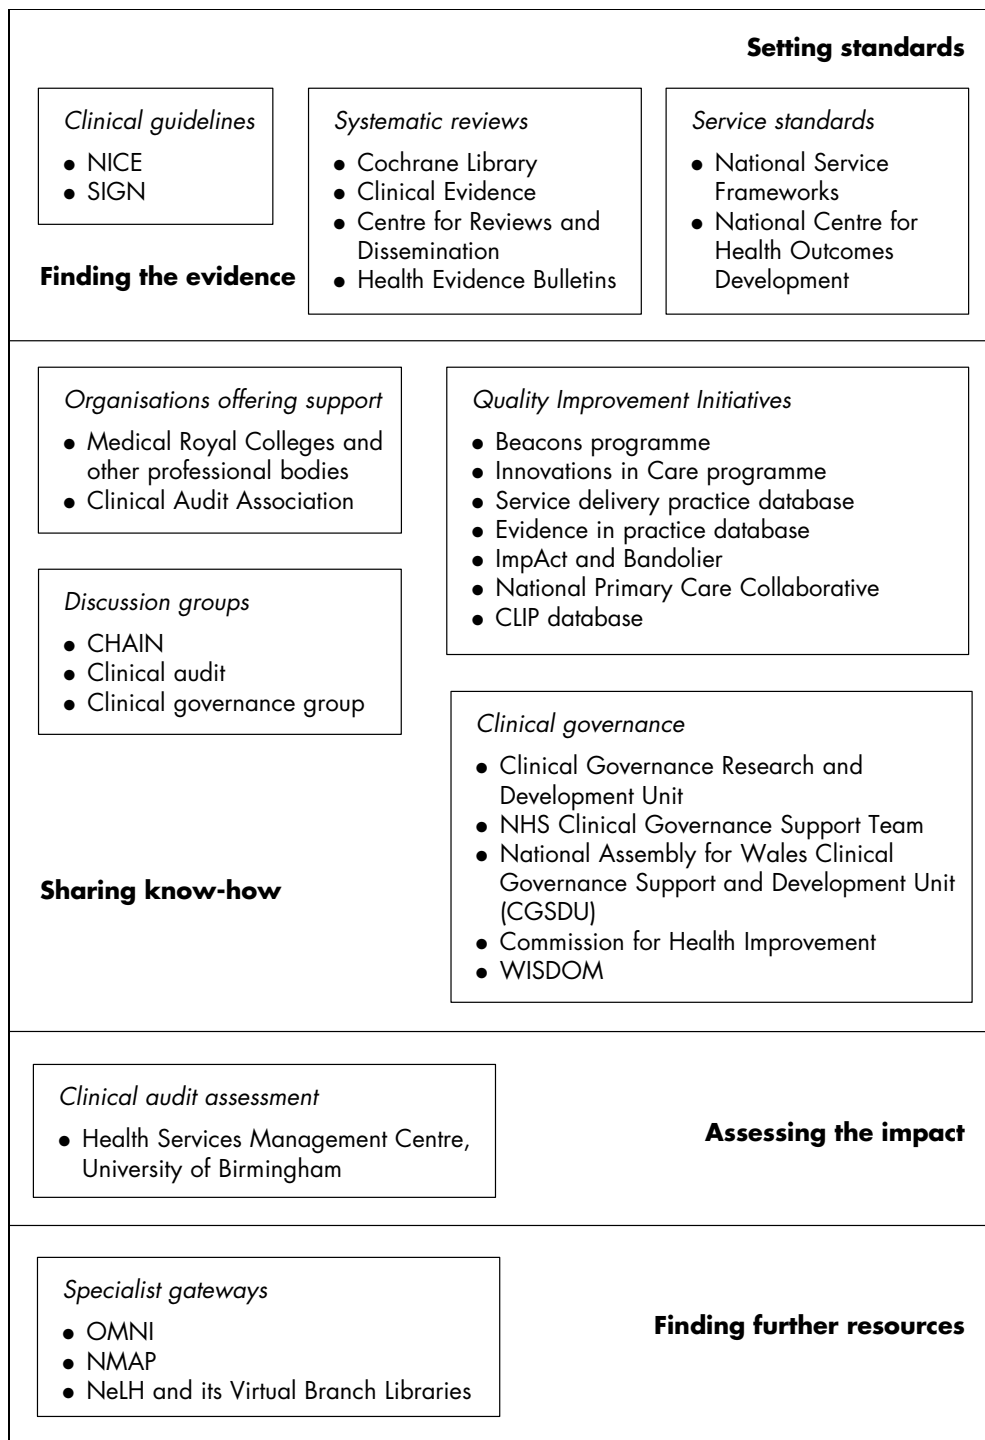 Setting standards
Clinical guidelines
● NICE
● SIGN
Finding the evidence
Systematic reviews
● Cochrane Library
● Clinical Evidence
● Centre for Reviews and
Dissemination
● Health Evidence Bulletins
Service standards
● National Service
Frameworks
● National Centre for
Health Outcomes
Development
Organisations offering support
● Medical Royal Colleges and
other professional bodies
● Clinical Audit Association
Discussion groups
● CHAIN
● Clinical audit
● Clinical governance group
Quality Improvement Initiatives
● Beacons programme
● Innovations in Care programme
● Service delivery practice database
● Evidence in practice database
● ImpAct and Bandolier
● National Primary Care Collaborative
● CLIP database
Clinical governance
● Clinical Governance Research and
Development Unit
● NHS Clinical Governance Support Team
● National Assembly for Wales Clinical
Governance Support and Development Unit
(CGSDU)
● Commission for Health Improvement
● WISDOM
Sharing know-how
Clinical audit assessment
● Health Services Management Centre,
University of Birmingham
Assessing the impact
Specialist gateways
● OMNI
● NMAP
● NeLH and its Virtual Branch Libraries
Finding further resources